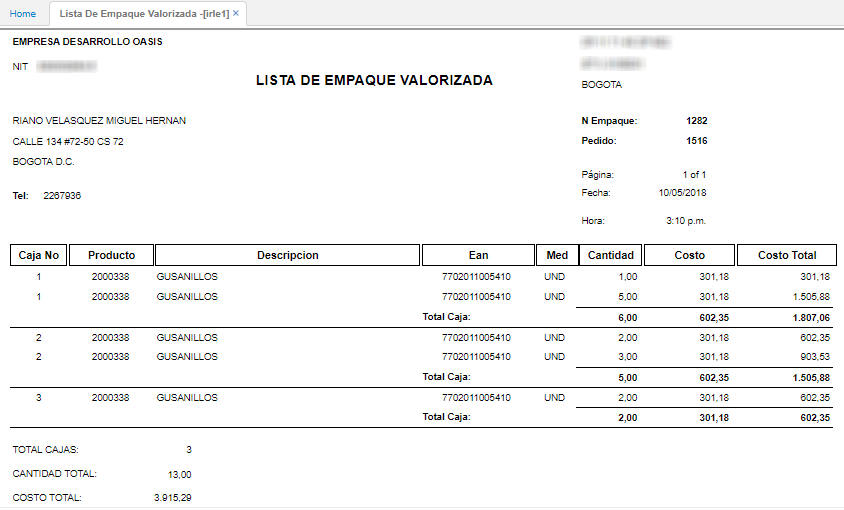 Home Lista De Empaque Valorizada -[irle1] ×
EMPRESA DESARROLLO OASIS
NIT
LISTA DE EMPAQUE VALORIZADA
BOGOTA
RIANO VELASQUEZ MIGUEL HERNAN
N Empaque: 1282
CALLE 134 #72-50 CS 72
Pedido: 1516
BOGOTA D.C.
Página: 1 of 1
Tel: 2267936
Fecha: 10/05/2018
Hora: 3:10 p.m.
Caja No Producto Descripcion Ean Med Cantidad Costo Costo Total
1 2000338 GUSANILLOS 7702011005410 UND 1,00 301,18 301,18
1 2000338 GUSANILLOS 7702011005410 UND 5,00 301,18 1.505,88
Total Caja: 6,00 602,35 1.807,06
2 2000338 GUSANILLOS 7702011005410 UND 2,00 301,18 602,35
2 2000338 GUSANILLOS 7702011005410 UND 3,00 301,18 903,53
Total Caja: 5,00 602,35 1.505,88
3 2000338 GUSANILLOS 7702011005410 UND 2,00 301,18 602,35
Total Caja: 2,00 301,18 602,35
TOTAL CAJAS: 3
CANTIDAD TOTAL: 13,00
COSTO TOTAL: 3.915,29